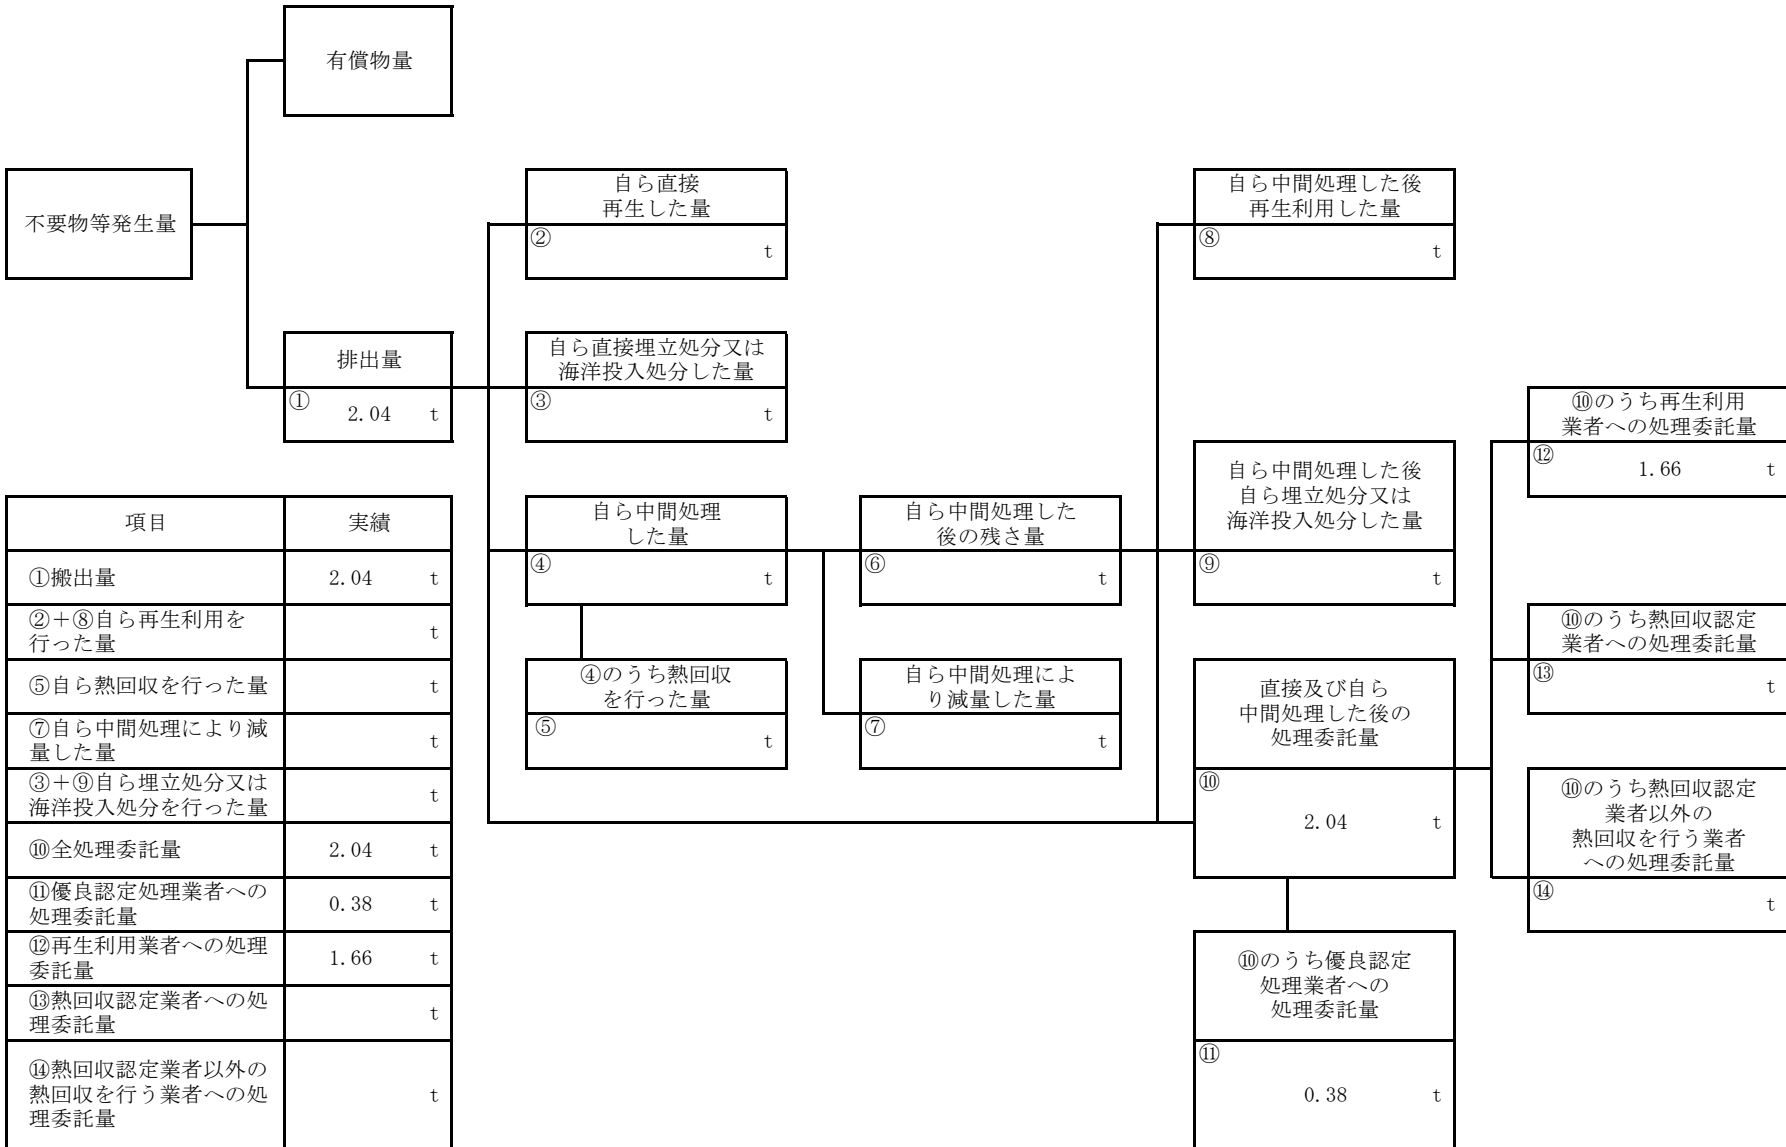 有償物量
不要物等発生量
自ら直接
再生した量
②
t
自ら中間処理した後
再生利用した量
⑧
t
排出量
①
2.04 t
自ら直接埋立処分又は
海洋投入処分した量
③
t
⑩のうち再生利用
業者への処理委託量
⑫
1.66 t
自ら中間処理
した量
④
t
自ら中間処理した
後の残さ量
⑥
t
自ら中間処理した後
自ら埋立処分又は
海洋投入処分した量
⑨
t
⑩のうち熱回収認定
業者への処理委託量
⑬
t
④のうち熱回収
を行った量
⑤
t
自ら中間処理によ
り減量した量
⑦
t
直接及び自ら
中間処理した後の
処理委託量
⑩
2.04 t
⑩のうち熱回収認定
業者以外の
熱回収を行う業者
への処理委託量
⑭
t
⑩のうち優良認定
処理業者への
処理委託量
⑪
0.38 t
項目 実績
①搬出量 2.04 t
②+⑧自ら再生利用を
行った量 t
⑤自ら熱回収を行った量 t
⑦自ら中間処理により減
量した量 t
③+⑨自ら埋立処分又は
海洋投入処分を行った量 t
⑩全処理委託量 2.04 t
⑪優良認定処理業者への
処理委託量 0.38 t
⑫再生利用業者への処理
委託量 1.66 t
⑬熱回収認定業者への処
理委託量 t
⑭熱回収認定業者以外の
熱回収を行う業者への処
理委託量 t